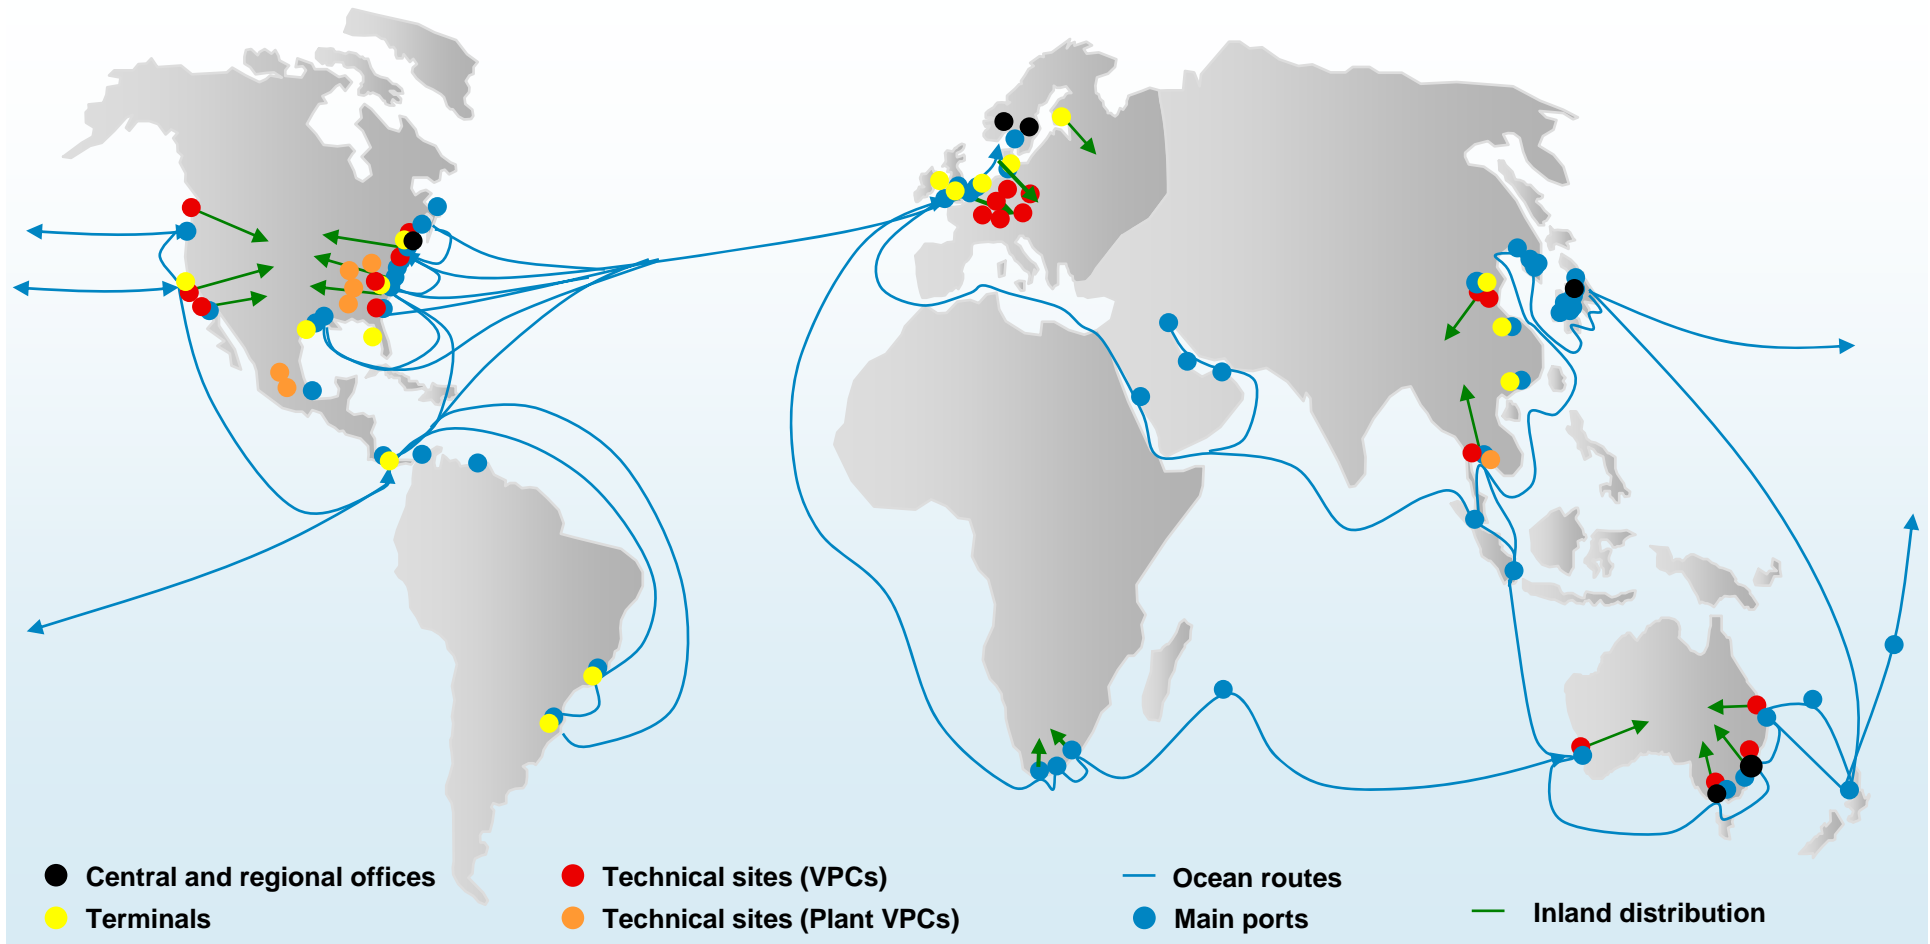 Central and regional offices
Terminals
Technical sites (VPCs)
Technical sites (Plant VPCs)
Ocean routes
Main ports
Inland distribution